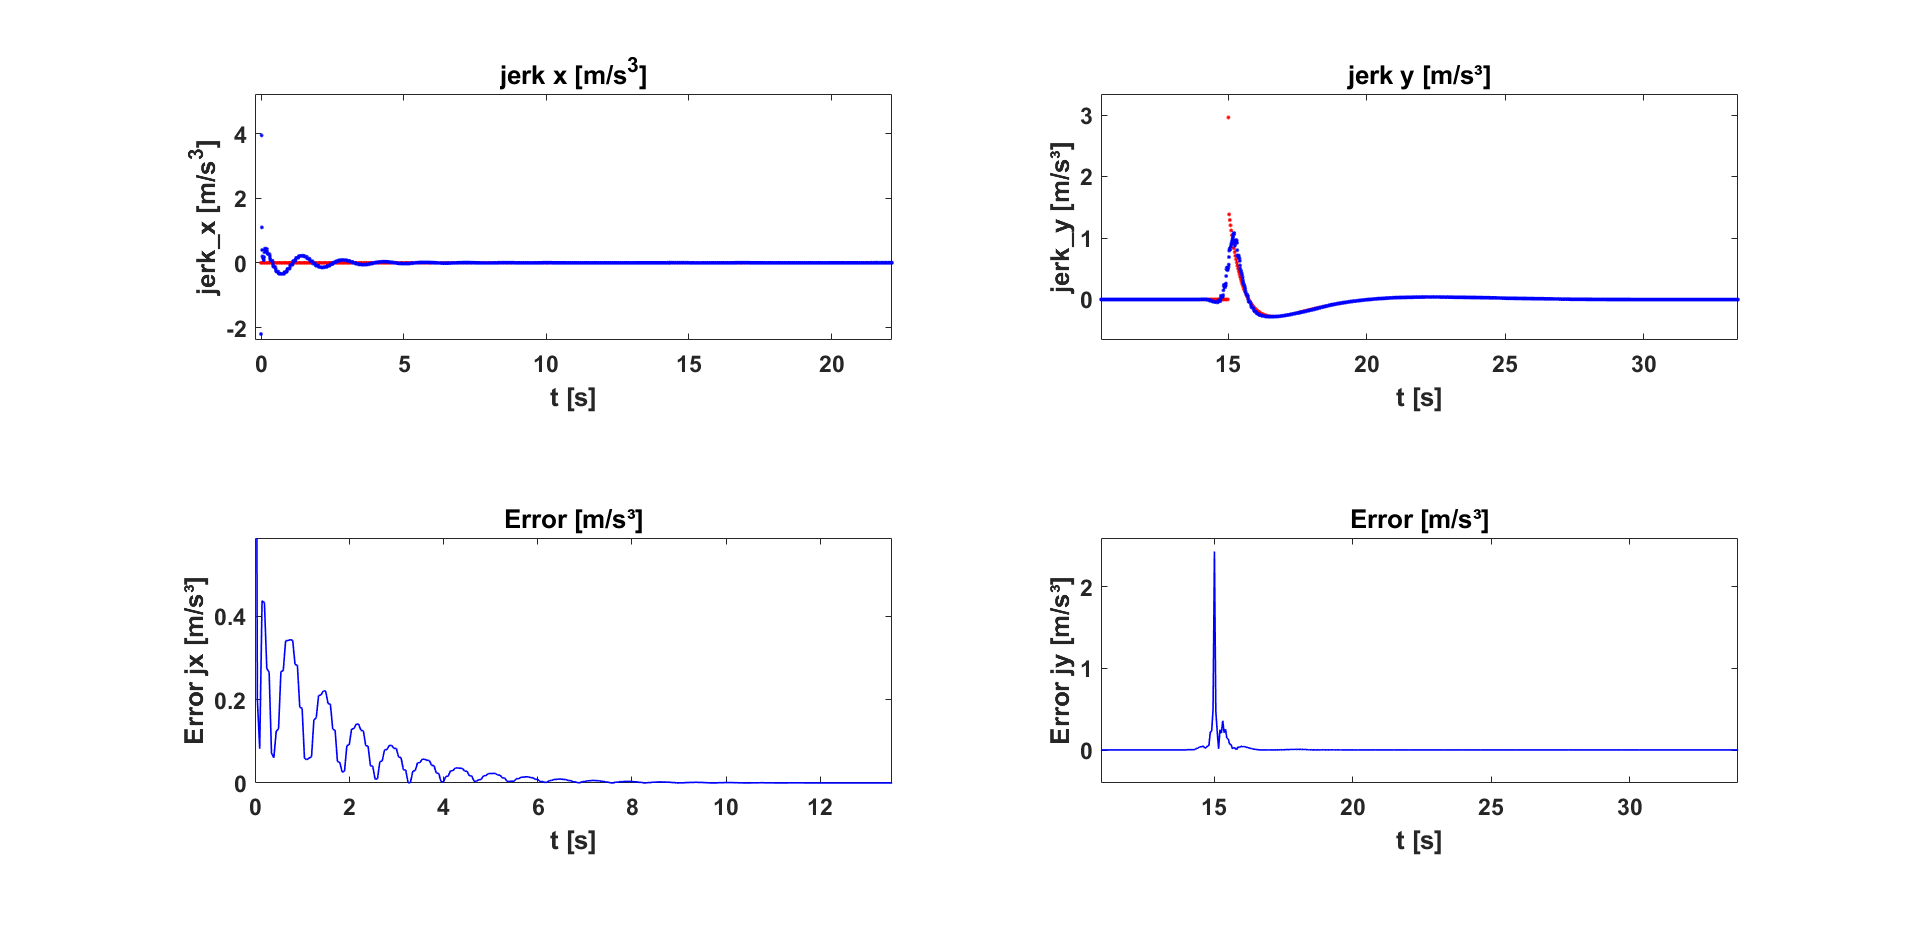 jerk x [m/s³]
jerk_x [m/s³]
4
2
0
-2
0 5 10 15 20
t [s]
jerk y [m/s³]
jerk_y [m/s³]
3
2
1
0
15 20 25 30
t [s]
Error [m/s³]
Error jx [m/s³]
0.4
0.2
0
0 2 4 6 8 10 12
t [s]
Error [m/s³]
Error jy [m/s³]
2
1
0
15 20 25 30
t [s]